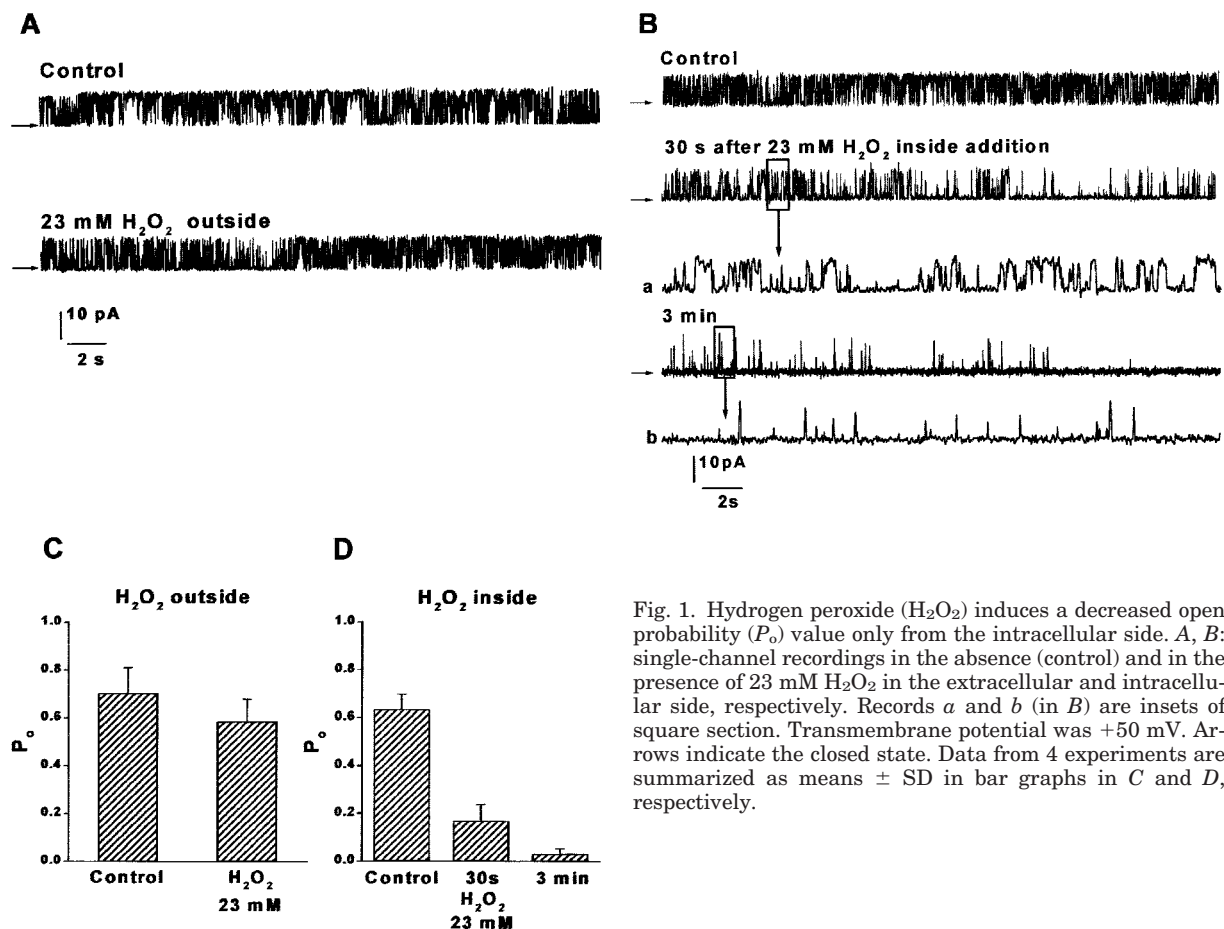 A
Control
23 mM H₂O₂ outside
10 pA
2 s
B
Control
30 s after 23 mM H₂O₂ inside addition
a
3 min
b
10pA
2s
C
H₂O₂ outside
1.0
0.8
0.6
0.4
0.2
0.0
Pₒ
Control
H₂O₂
23 mM
D
H₂O₂ inside
1.0
0.8
0.6
0.4
0.2
0.0
Pₒ
Control
30s
3 min
H₂O₂
23 mM
Fig. 1. Hydrogen peroxide (H₂O₂) induces a decreased open
probability (Pₒ) value only from the intracellular side. A, B:
single-channel recordings in the absence (control) and in the
presence of 23 mM H₂O₂ in the extracellular and intracellu-
lar side, respectively. Records a and b (in B) are insets of
square section. Transmembrane potential was +50 mV. Ar-
rows indicate the closed state. Data from 4 experiments are
summarized as means ± SD in bar graphs in C and D,
respectively.